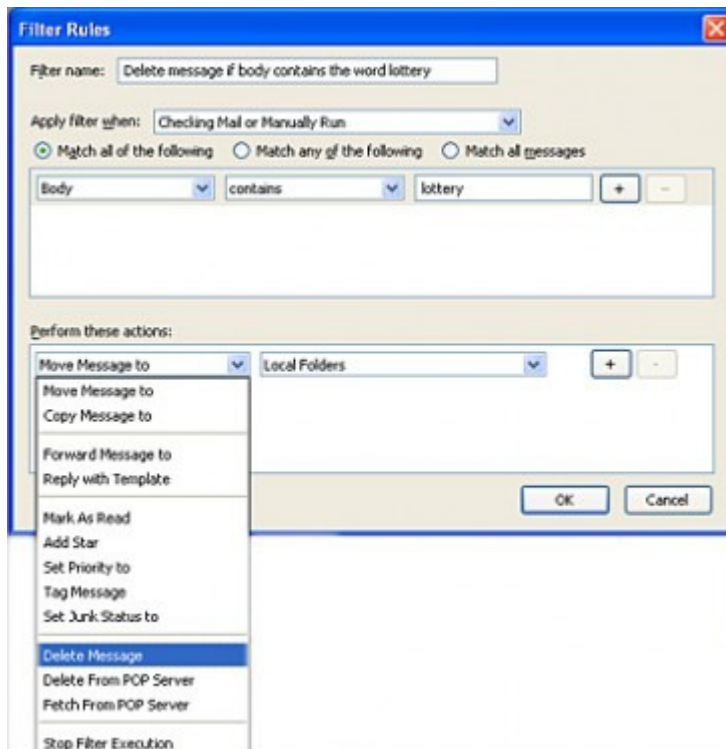 Filter Rules
Filter name: Delete message if body contains the word lottery
Apply filter when: Checking Mail or Manually Run
Match all of the following Match any of the following Match all messages
Body contains lottery + -
Perform these actions:
Move Message to Local Folders + -
Move Message to
Copy Message to
Forward Message to
Reply with Template
OK Cancel
Mark As Read
Add Star
Set Priority to
Tag Message
Set Junk Status to
Delete Message
Delete From POP Server
Fetch From POP Server
Stop Filter Execution